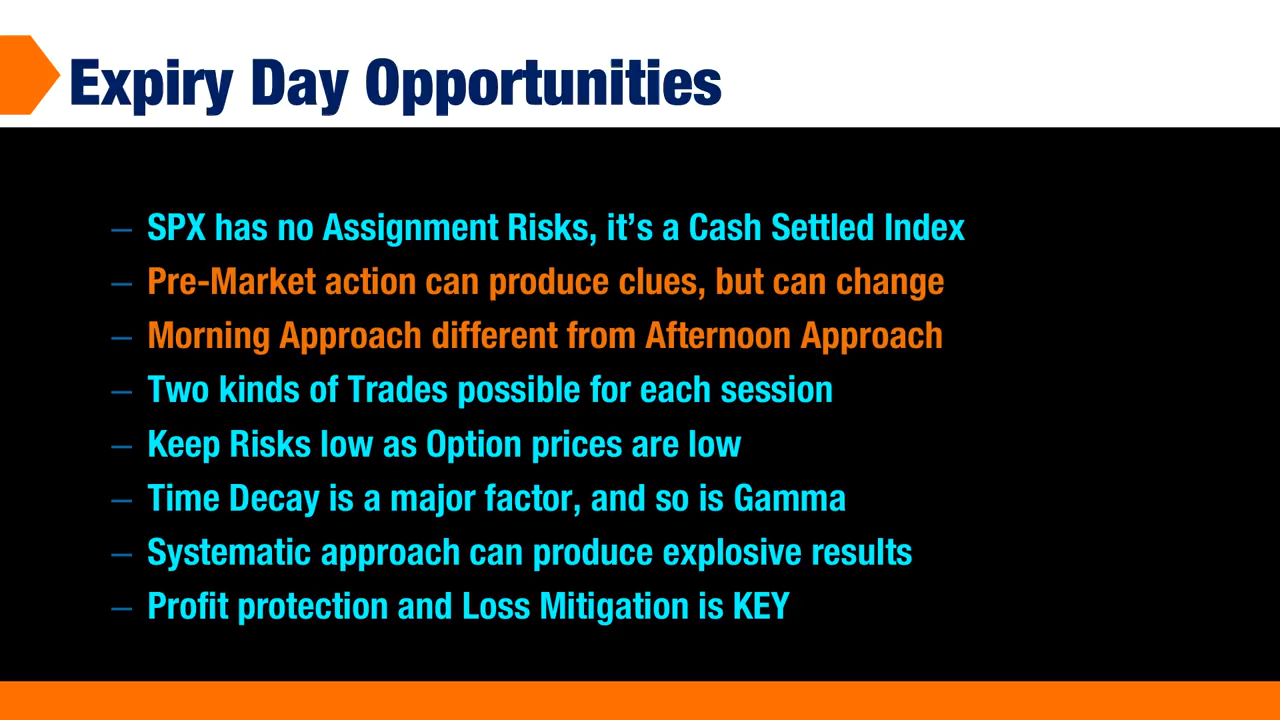 Expiry Day Opportunities
– SPX has no Assignment Risks, it’s a Cash Settled Index
– Pre-Market action can produce clues, but can change
– Morning Approach different from Afternoon Approach
– Two kinds of Trades possible for each session
– Keep Risks low as Option prices are low
– Time Decay is a major factor, and so is Gamma
– Systematic approach can produce explosive results
– Profit protection and Loss Mitigation is KEY